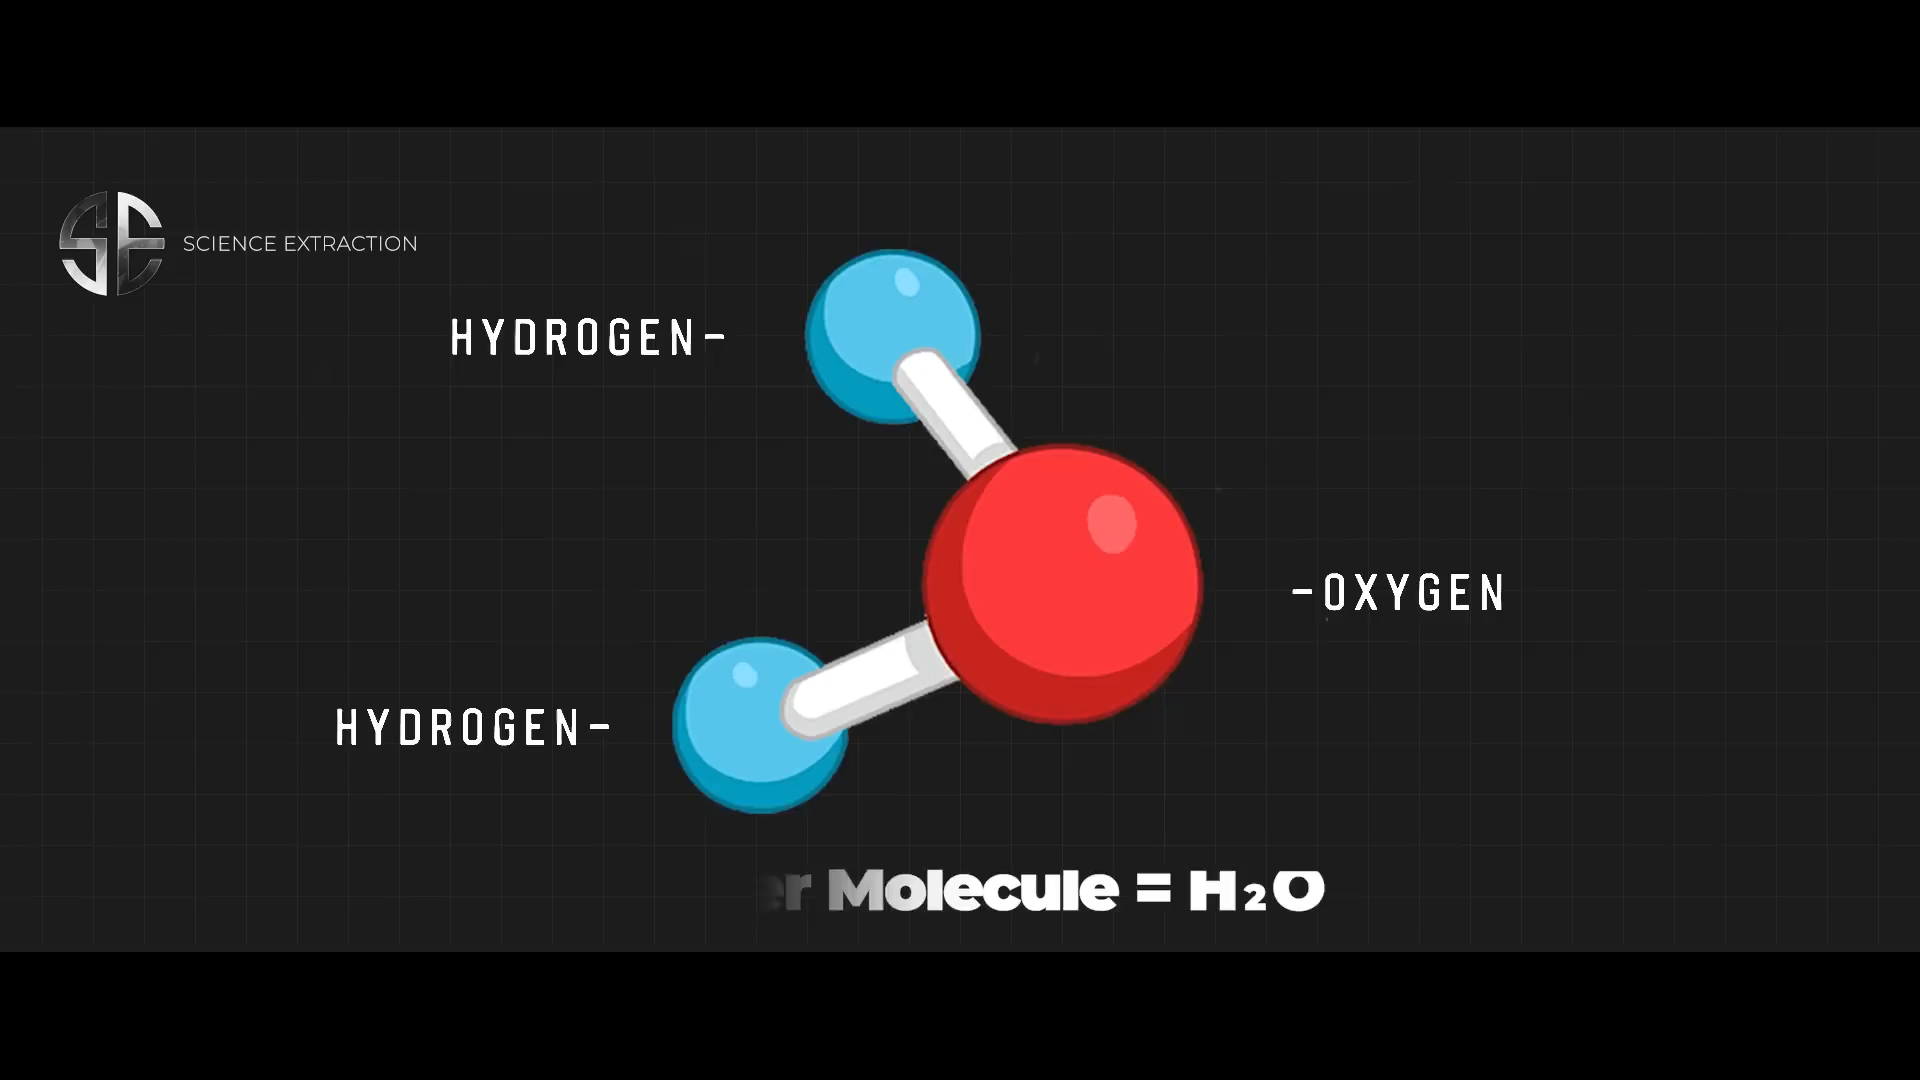 SCIENCE EXTRACTION
HYDROGEN-
-OXYGEN
HYDROGEN-
Molecule = H₂O